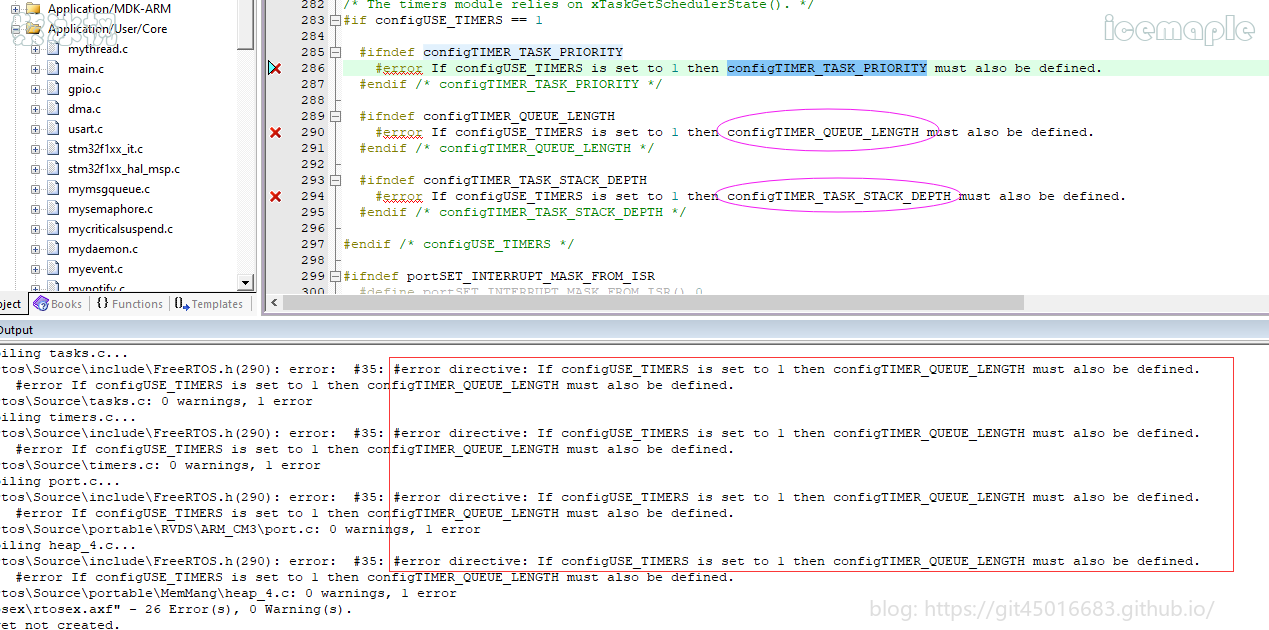 Application/MDK-ARM
Application/User/Core
mythread.c
main.c
gpio.c
dma.c
usart.c
stm32f1xx_it.c
stm32f1xx_hal_msp.c
mymsgqueue.c
mysemaphore.c
mycriticalsuspend.c
mydaemon.c
myevent.c
mynotify.c
oject Books {} Functions 0 Templates
282 /* The timers module relies on xTaskGetSchedulerState(). */
283 #if configUSE_TIMERS == 1
284
285 #ifndef configTIMER_TASK_PRIORITY
286 #error If configUSE_TIMERS is set to 1 then configTIMER_TASK_PRIORITY must also be defined.
287 #endif /* configTIMER_TASK_PRIORITY */
288
289 #ifndef configTIMER_QUEUE_LENGTH
290 #error If configUSE_TIMERS is set to 1 then configTIMER_QUEUE_LENGTH must also be defined.
291 #endif /* configTIMER_QUEUE_LENGTH */
292
293 #ifndef configTIMER_TASK_STACK_DEPTH
294 #error If configUSE_TIMERS is set to 1 then configTIMER_TASK_STACK_DEPTH must also be defined.
295 #endif /* configTIMER_TASK_STACK_DEPTH */
296
297 #endif /* configUSE_TIMERS */
298
299 #ifndef portSET_INTERRUPT_MASK_FROM_ISR
300 #define portSET_INTERRUPT_MASK_FROM_ISR() 0
icemaple
Output
iling tasks.c...
tos\Source\include\FreeRTOS.h(290): error: #35: #error directive: If configUSE_TIMERS is set to 1 then configTIMER_QUEUE_LENGTH must also be defined.
#error If configUSE_TIMERS is set to 1 then configTIMER_QUEUE_LENGTH must also be defined.
tos\Source\tasks.c: 0 warnings, 1 error
iling timers.c...
tos\Source\include\FreeRTOS.h(290): error: #35: #error directive: If configUSE_TIMERS is set to 1 then configTIMER_QUEUE_LENGTH must also be defined.
#error If configUSE_TIMERS is set to 1 then configTIMER_QUEUE_LENGTH must also be defined.
tos\Source\timers.c: 0 warnings, 1 error
iling port.c...
tos\Source\include\FreeRTOS.h(290): error: #35: #error directive: If configUSE_TIMERS is set to 1 then configTIMER_QUEUE_LENGTH must also be defined.
#error If configUSE_TIMERS is set to 1 then configTIMER_QUEUE_LENGTH must also be defined.
tos\Source\portable\RVDS\ARM_CM3\port.c: 0 warnings, 1 error
iling heap_4.c...
tos\Source\include\FreeRTOS.h(290): error: #35: #error directive: If configUSE_TIMERS is set to 1 then configTIMER_QUEUE_LENGTH must also be defined.
#error If configUSE_TIMERS is set to 1 then configTIMER_QUEUE_LENGTH must also be defined.
tos\Source\portable\MemMang\heap_4.c: 0 warnings, 1 error
osex\rtosex.axf" - 26 Error(s), 0 Warning(s).
et not created.
blog: https://git45016683.github.io/